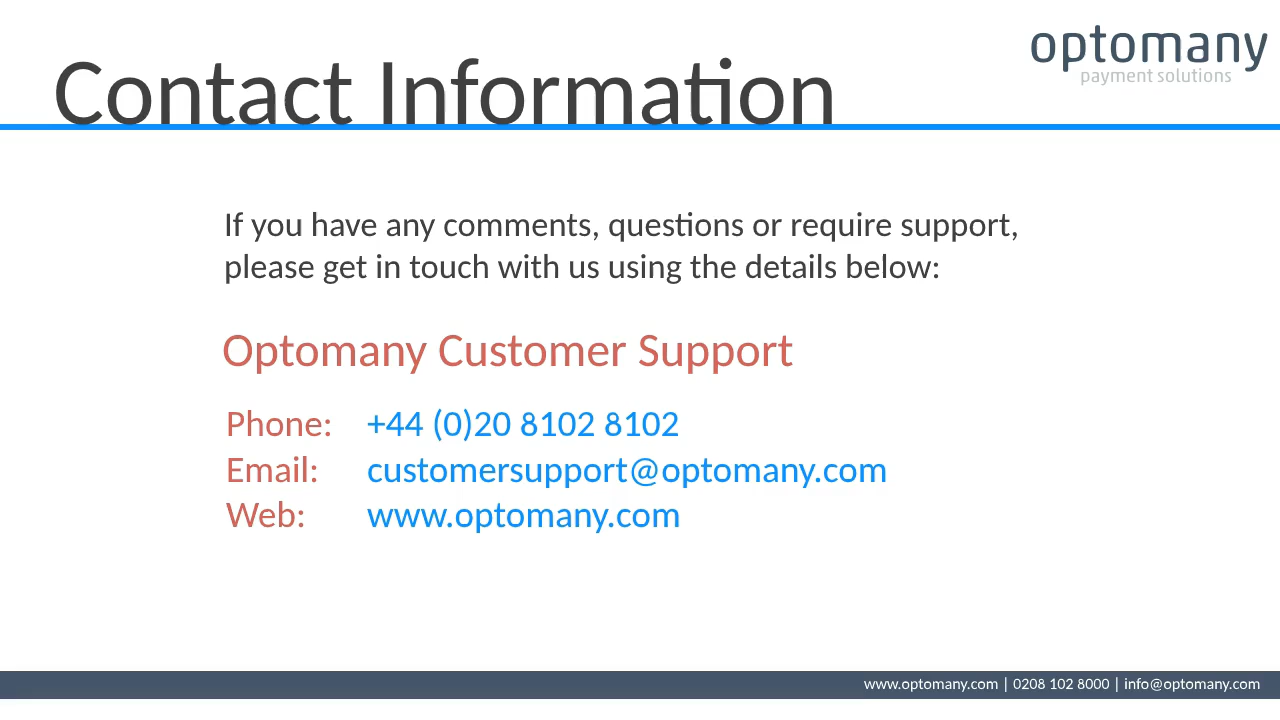 optomany
payment solutions
Contact Information
If you have any comments, questions or require support,
please get in touch with us using the details below:
Optomany Customer Support
Phone: +44 (0)20 8102 8102
Email: customersupport@optomany.com
Web: www.optomany.com
www.optomany.com | 0208 102 8000 | info@optomany.com